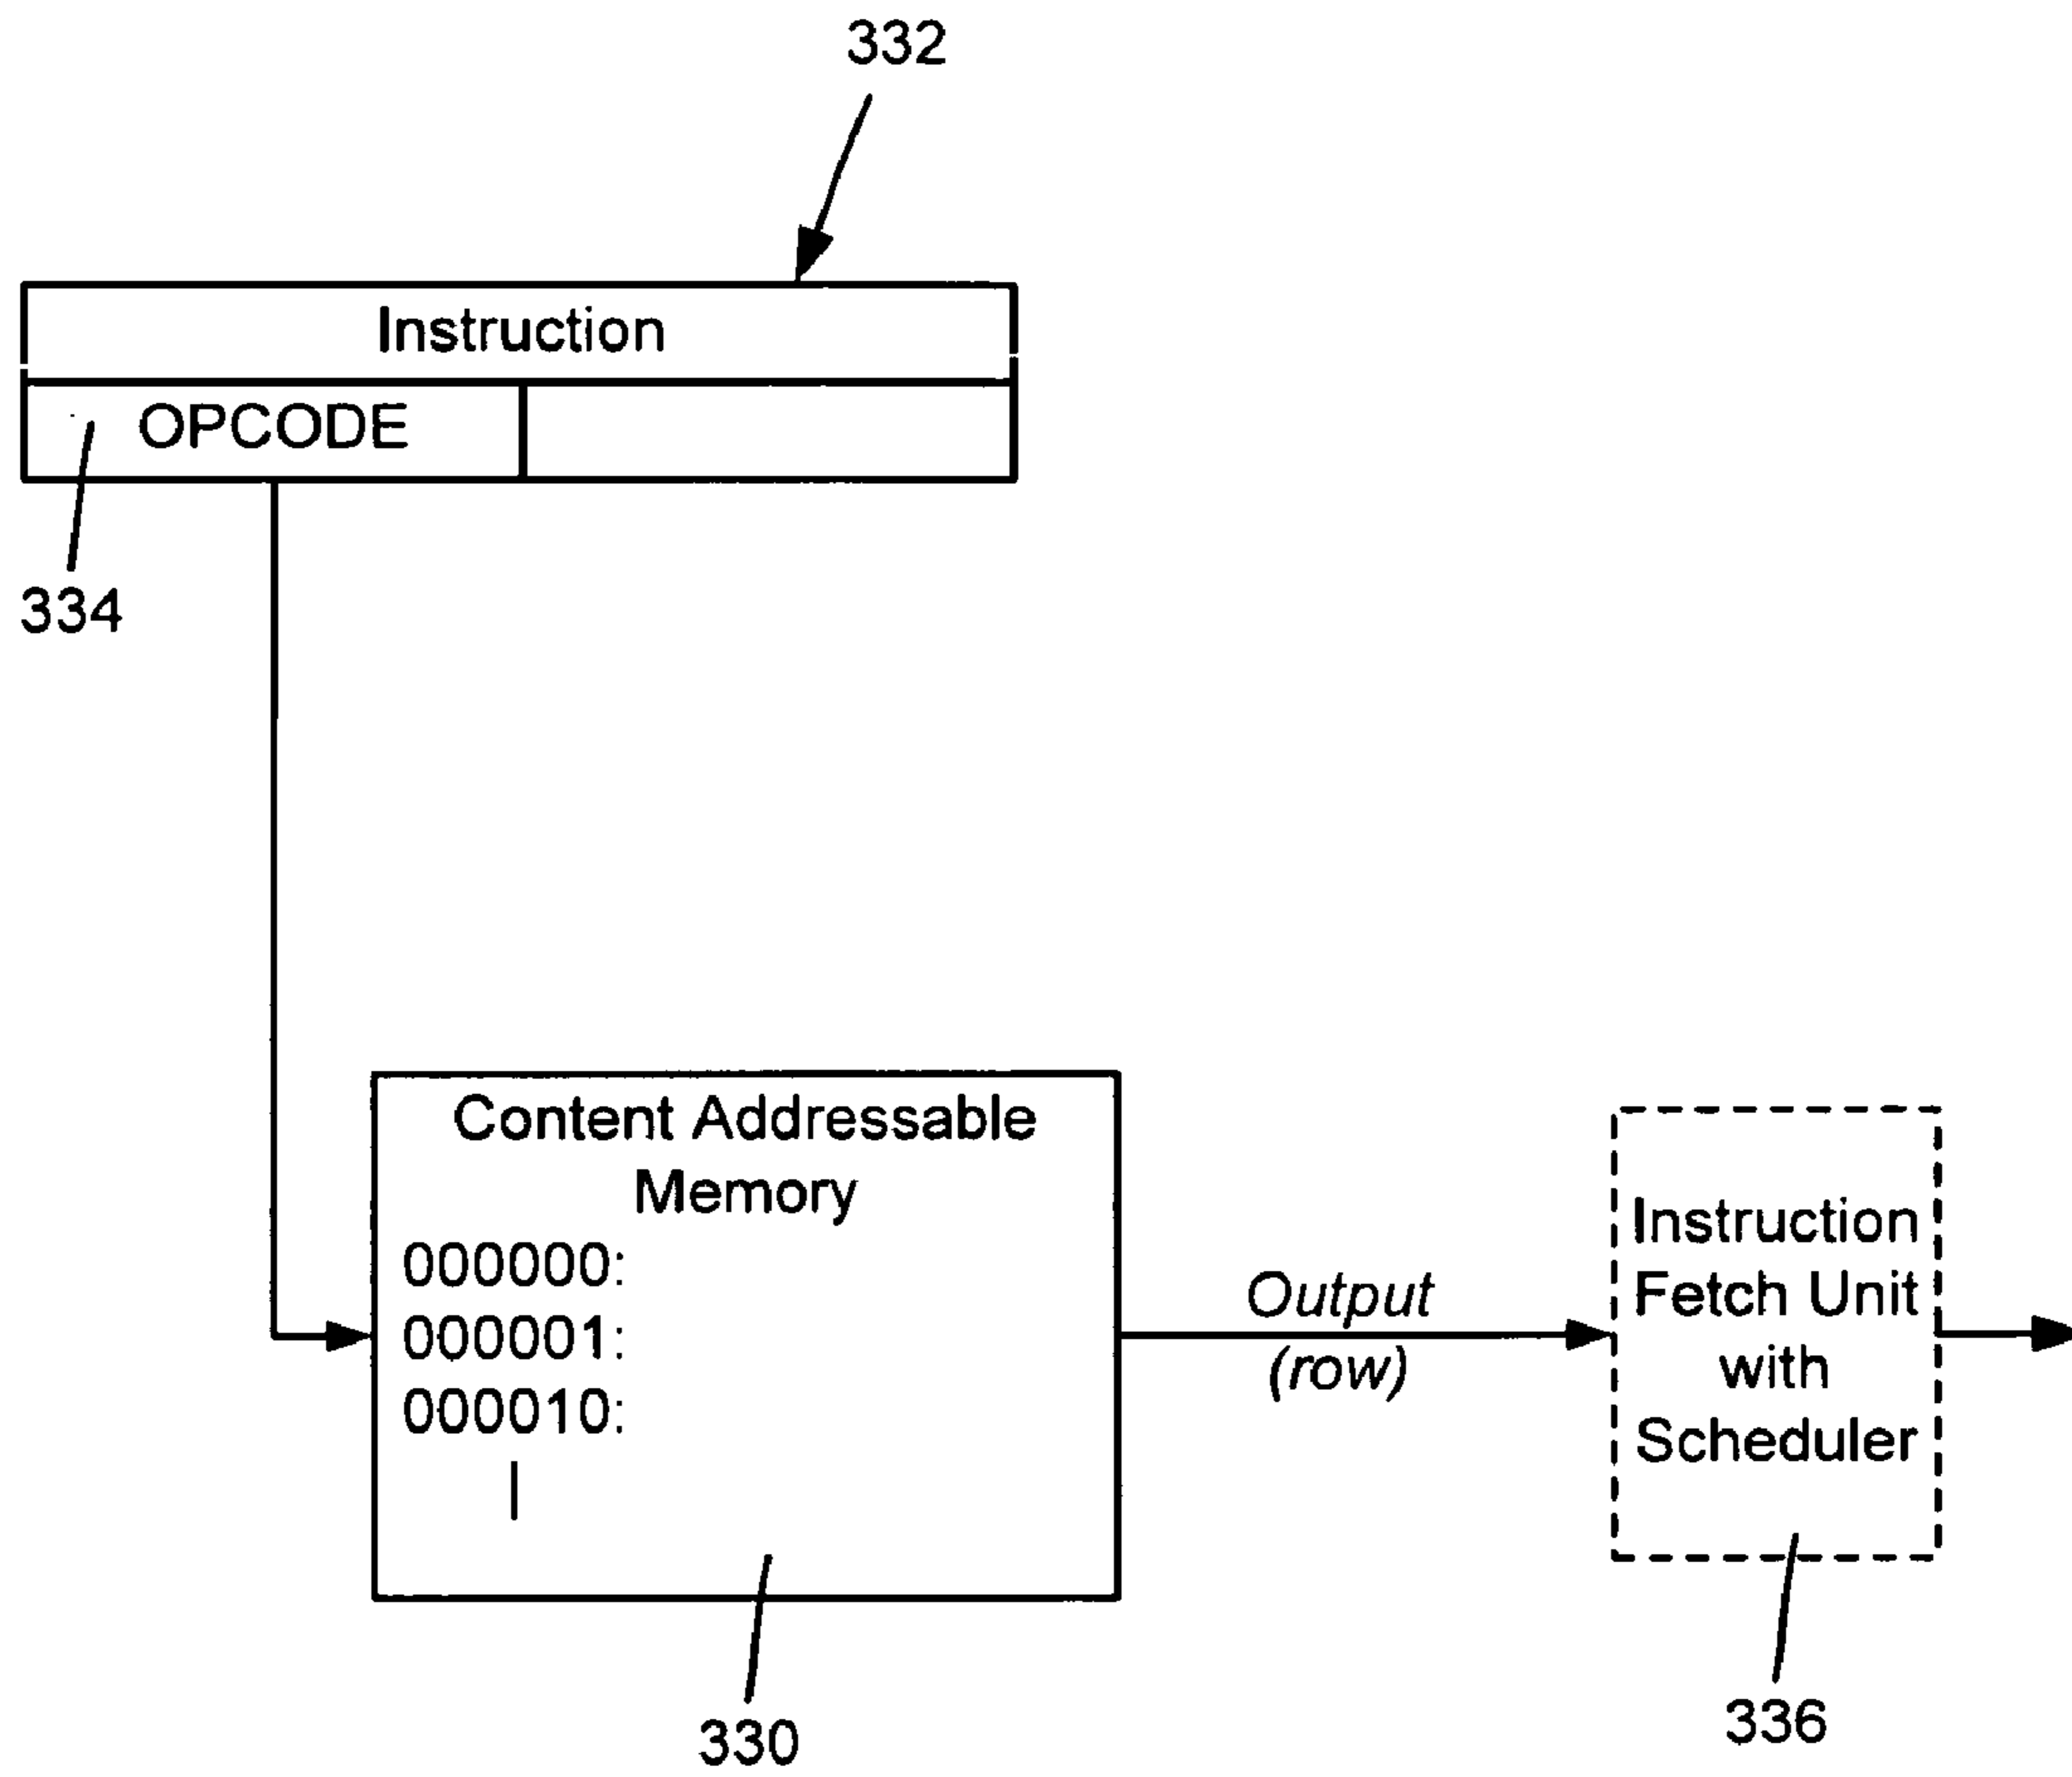 332
Instruction
OPCODE
334
Content Addressable
Memory
000000:
000001:
000010:
|
Output
(row)
Instruction
Fetch Unit
with
Scheduler
330
336